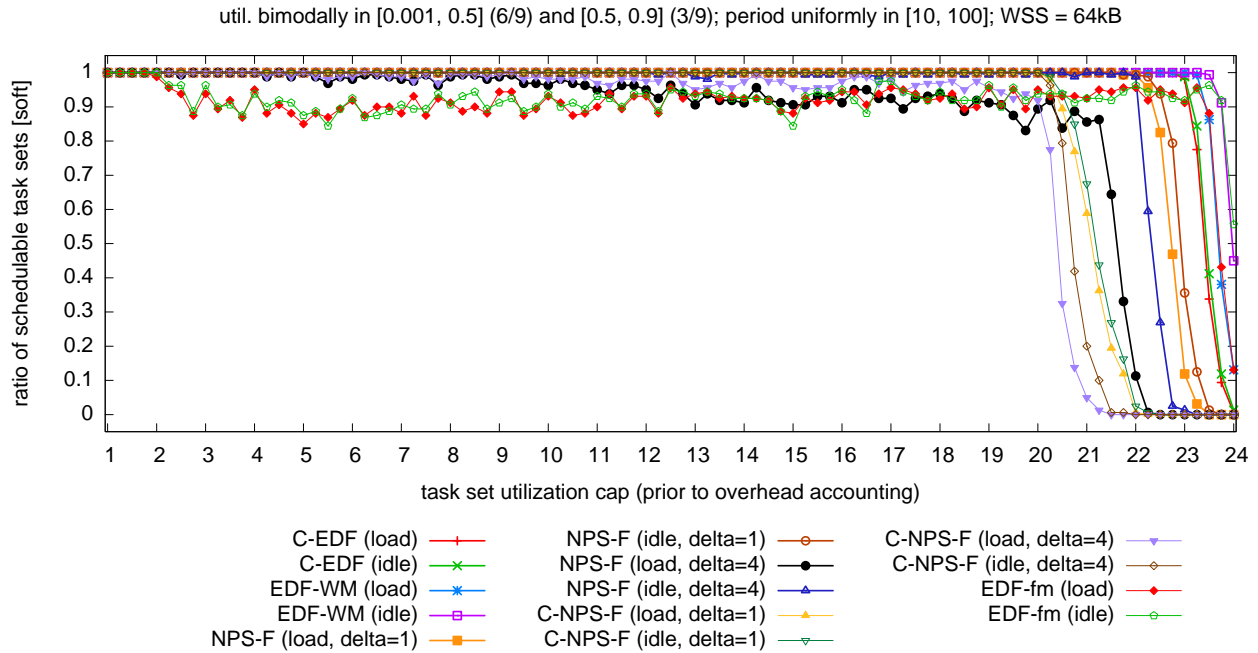 util. bimodally in [0.001, 0.5] (6/9) and [0.5, 0.9] (3/9); period uniformly in [10, 100]; WSS = 64kB
ratio of schedulable task sets [soft]
1
0.9
0.8
0.7
0.6
0.5
0.4
0.3
0.2
0.1
0
1 2 3 4 5 6 7 8 9 10 11 12 13 14 15 16 17 18 19 20 21 22 23 24
task set utilization cap (prior to overhead accounting)
C-EDF (load)
C-EDF (idle)
EDF-WM (load)
EDF-WM (idle)
NPS-F (load, delta=1)
NPS-F (idle, delta=1)
NPS-F (load, delta=4)
NPS-F (idle, delta=4)
C-NPS-F (load, delta=1)
C-NPS-F (idle, delta=1)
C-NPS-F (load, delta=4)
C-NPS-F (idle, delta=4)
EDF-fm (load)
EDF-fm (idle)